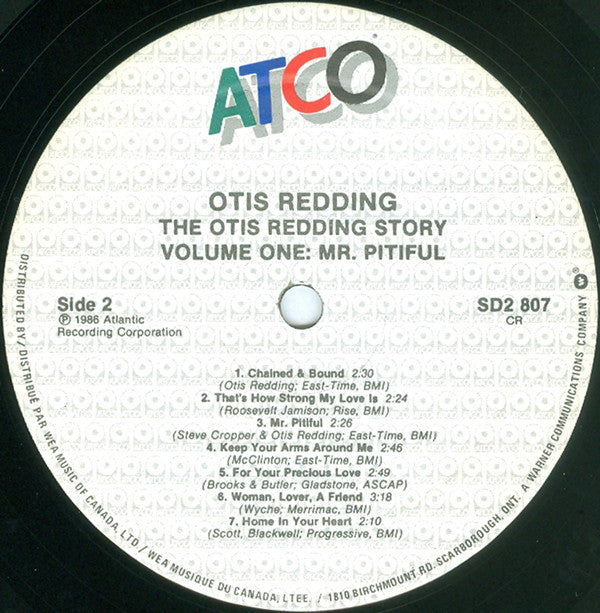 ATCO
OTIS REDDING
THE OTIS REDDING STORY
VOLUME ONE: MR. PITIFUL
Side 2
℗ 1986 Atlantic
Recording Corporation
SD2 807
CR
1. Chained & Bound 2:30
(Otis Redding; East-Time, BMI)
2. That's How Strong My Love Is 2:24
(Roosevelt Jamison; Rise, BMI)
3. Mr. Pitiful 2:26
(Steve Cropper & Otis Redding; East-Time, BMI)
4. Keep Your Arms Around Me 2:46
(McClinton; East-Time, BMI)
5. For Your Precious Love 2:49
(Brooks & Butler; Gladstone, ASCAP)
6. Woman, Lover, A Friend 3:18
(Wyche; Merrimac, BMI)
7. Home In Your Heart 2:10
(Scott, Blackwell; Progressive, BMI)
DISTRIBUTED BY / DISTRIBUÉ PAR WEA MUSIC OF CANADA, LTD / WEA MUSIQUE DU CANADA, LTEE. / 1810 BIRCHMOUNT RD. SCARBOROUGH, ONT. A WARNER COMMUNICATIONS COMPANY ®